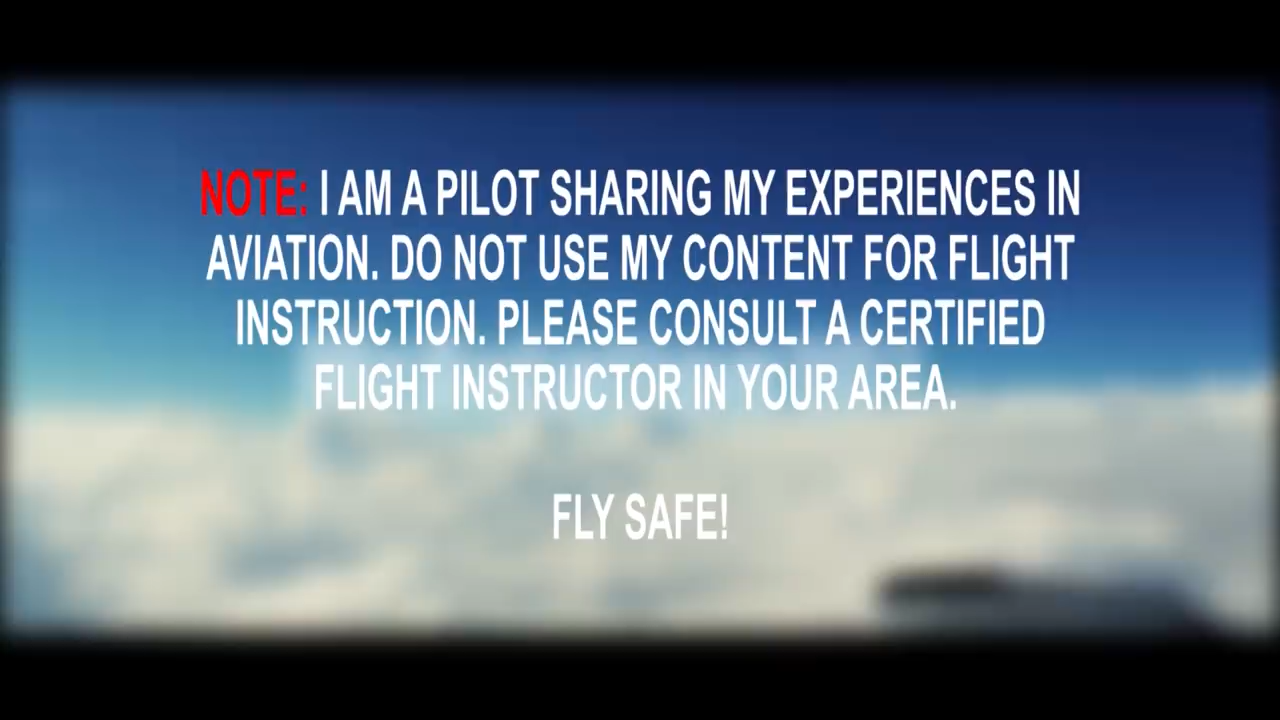 NOTE: I AM A PILOT SHARING MY EXPERIENCES IN
AVIATION. DO NOT USE MY CONTENT FOR FLIGHT
INSTRUCTION. PLEASE CONSULT A CERTIFIED
FLIGHT INSTRUCTOR IN YOUR AREA.
FLY SAFE!